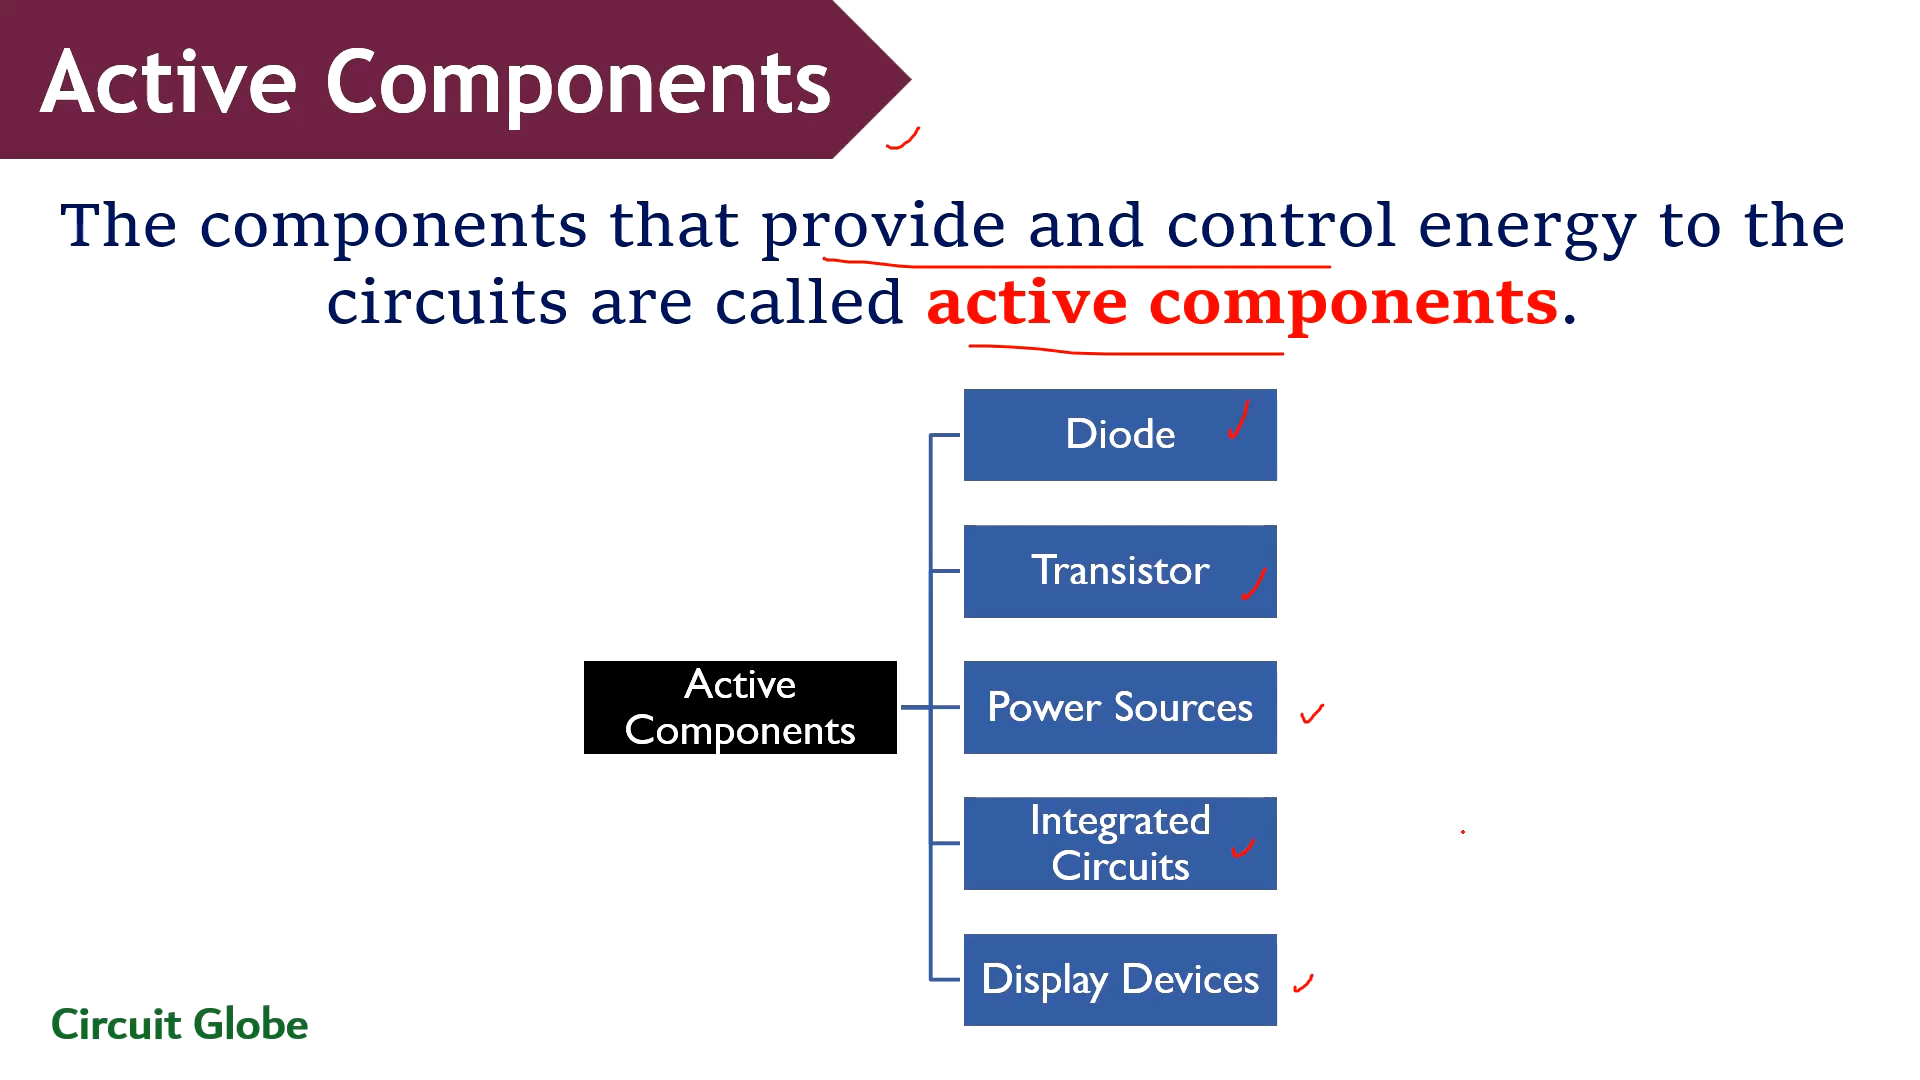 Active Components
The components that provide and control energy to the
circuits are called active components.
Diode
Transistor
Active
Components
Power Sources
Integrated
Circuits
Display Devices
Circuit Globe